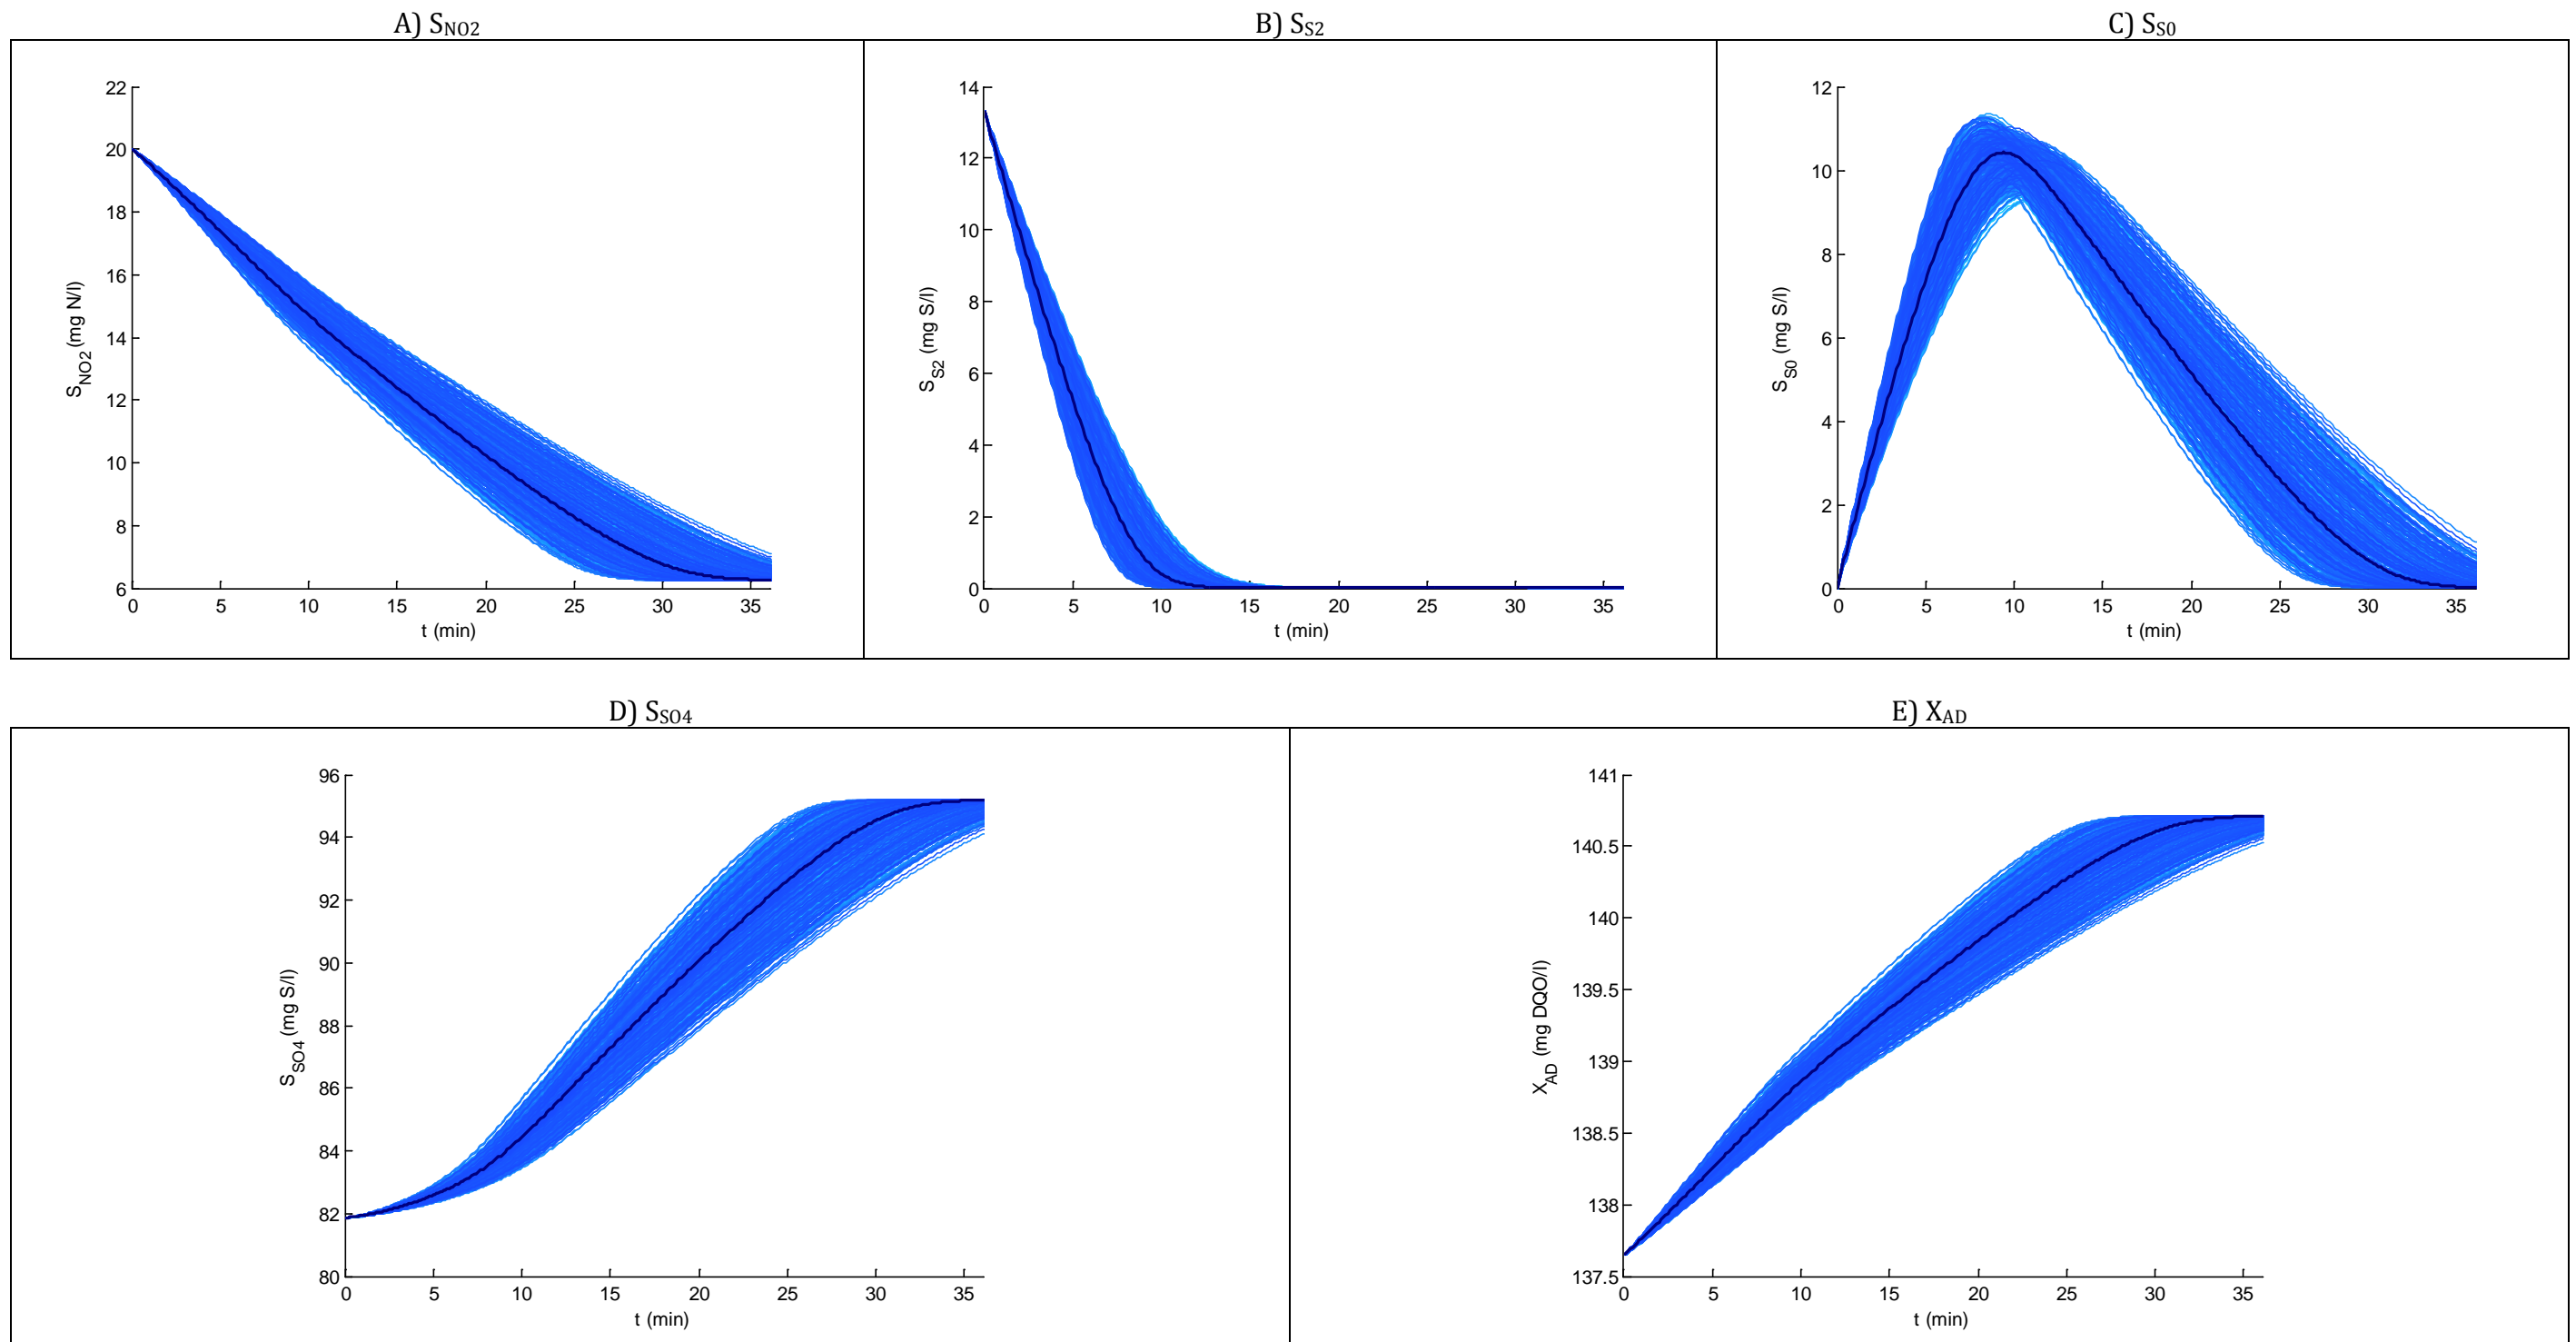 A) SNO2
B) SS2
C) SS0
22
20
18
16
14
12
10
8
6
SNO2 (mg N/l)
0 5 10 15 20 25 30 35
t (min)
14
12
10
8
6
4
2
0
SS2 (mg S/l)
0 5 10 15 20 25 30 35
t (min)
12
10
8
6
4
2
0
SS0 (mg S/l)
0 5 10 15 20 25 30 35
t (min)
D) SSO4
E) XAD
96
94
92
90
88
86
84
82
80
SSO4 (mg S/l)
0 5 10 15 20 25 30 35
t (min)
141
140.5
140
139.5
139
138.5
138
137.5
XAD (mg DQO/l)
0 5 10 15 20 25 30 35
t (min)